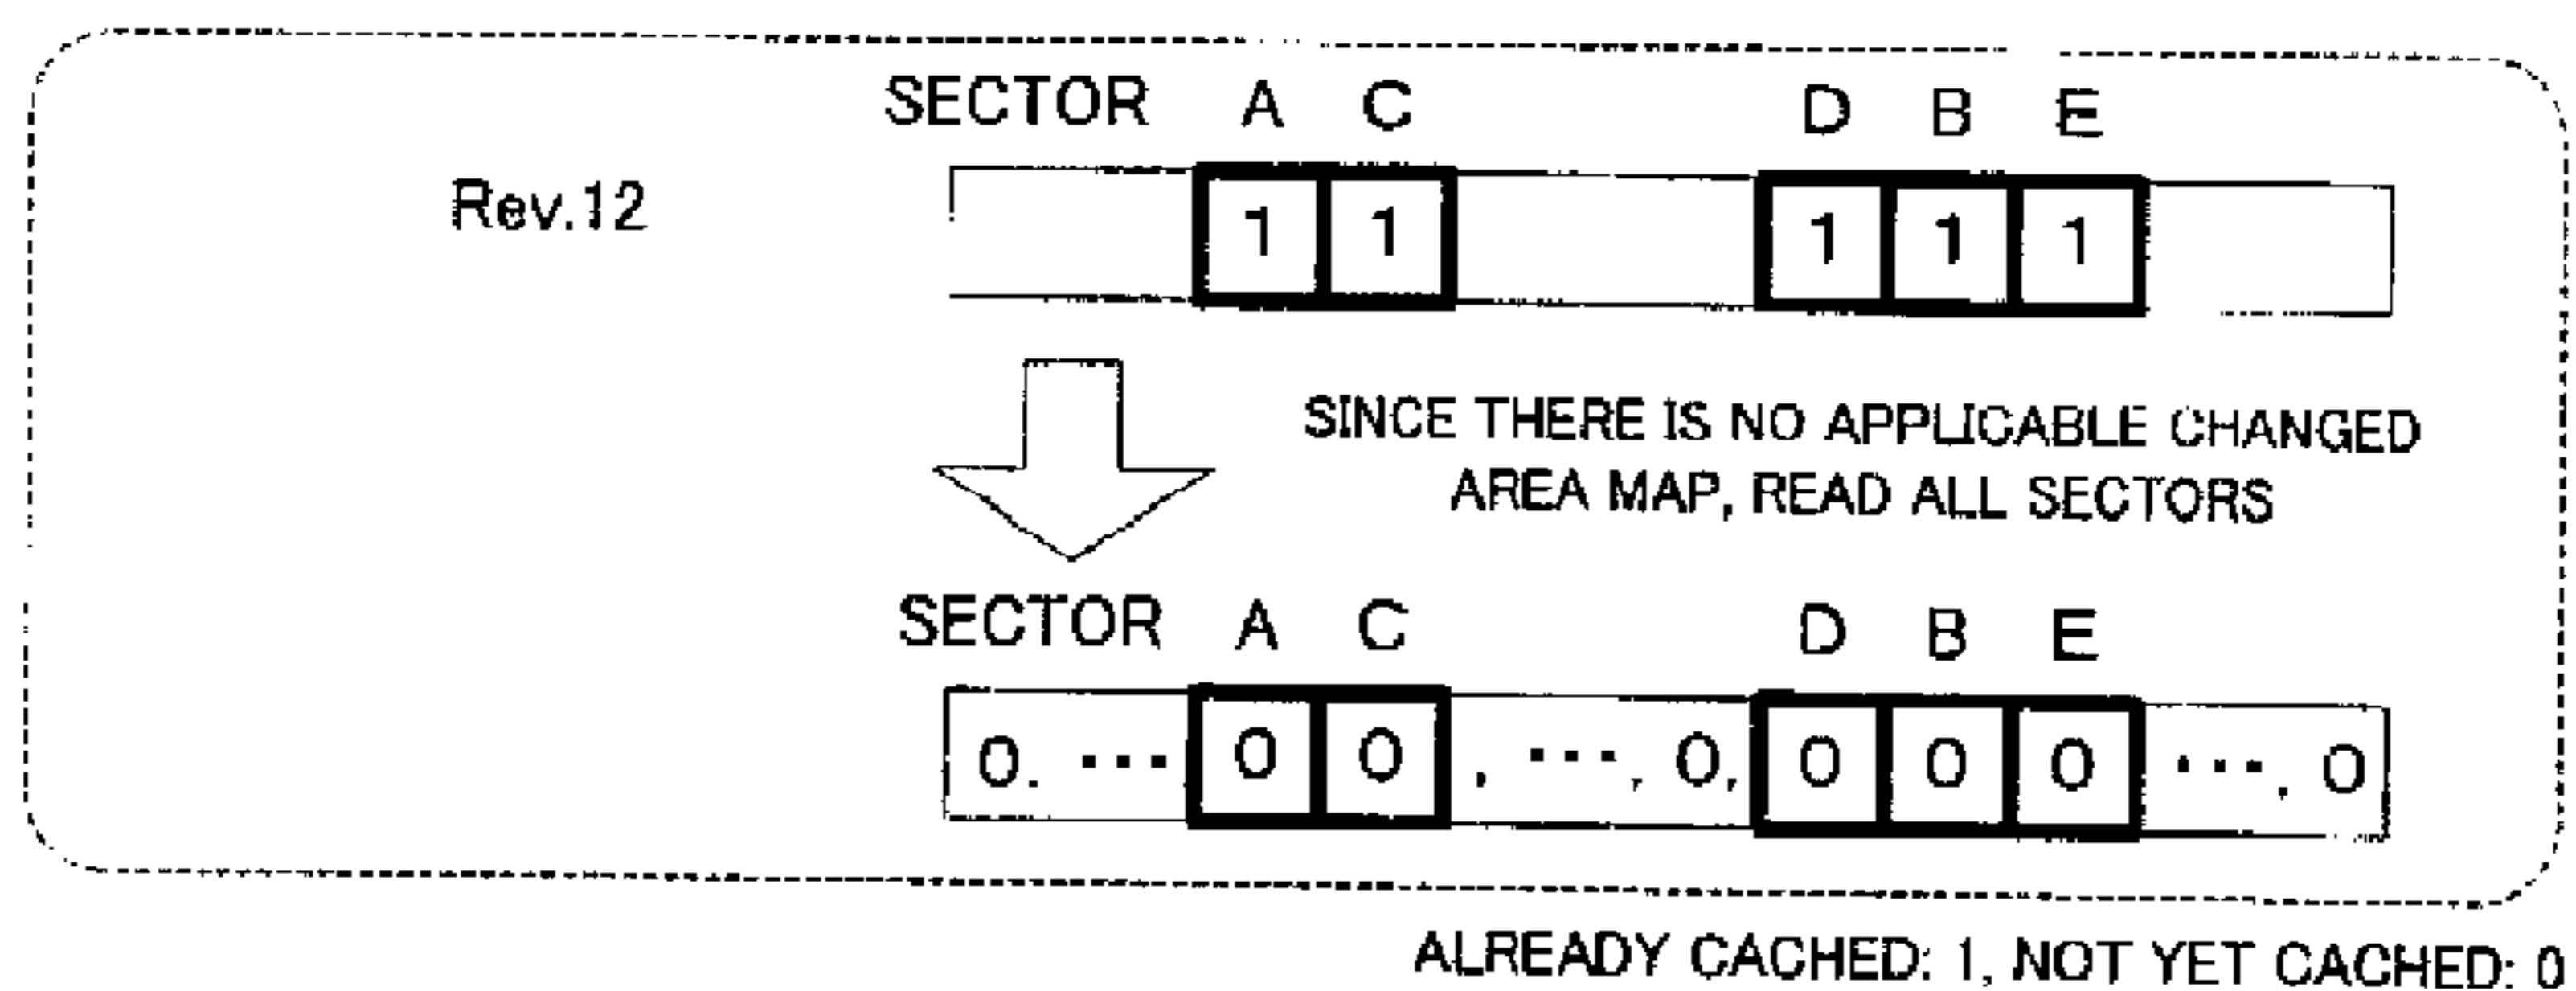 SECTOR A C D B E
Rev.12 1 1 1 1 1
SINCE THERE IS NO APPLICABLE CHANGED
AREA MAP, READ ALL SECTORS
SECTOR A C D B E
0. ··· 0 0 , ···, 0, 0 0 0 ···, 0
ALREADY CACHED: 1, NOT YET CACHED: 0